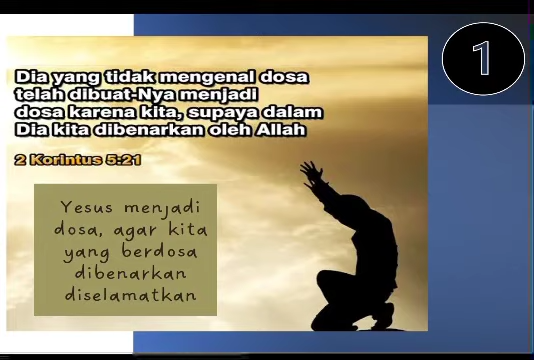 Dia yang tidak mengenal dosa
telah dibuat-Nya menjadi
dosa karena kita, supaya dalam
Dia kita dibenarkan oleh Allah
2 Korintus 5:21
Yesus menjadi
dosa, agar kita
yang berdosa
dibenarkan
diselamatkan
1